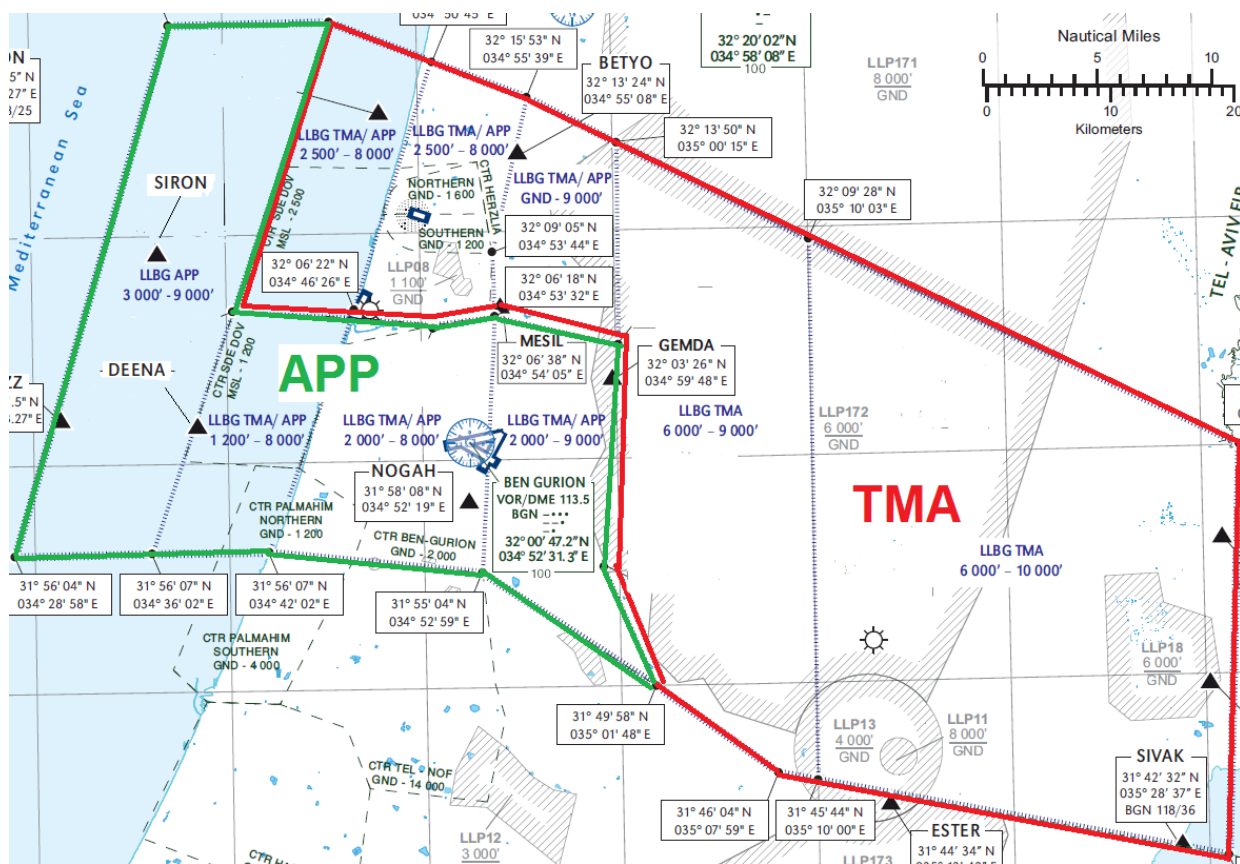 034° 50' 45" E
32° 15' 53" N
034° 55' 39" E
32° 20' 02"N
034° 58' 08" E
100
Nautical Miles
0
5
10
0
10
20
Kilometers
LLP171
8 000'
GND
BETYO
32° 13' 24" N
034° 55' 08" E
32° 13' 50" N
035° 00' 15" E
Mediterranean Sea
LLBG TMA/ APP
2 500' – 8 000'
LLBG TMA/ APP
2 500' – 8 000'
LLBG TMA/ APP
GND - 9 000'
NORTHERN
GND - 1 600
SOUTHERN
GND - 1 200
CTR HERZLIA
CTR SDE DOV
MSL - 2 500
SIRON
LLBG APP
3 000' – 9 000'
32° 09' 28" N
035° 10' 03" E
TEL - AVIV FIR
32° 09' 05" N
034° 53' 44" E
32° 06' 22" N
034° 46' 26" E
LLP08
1 100'
GND
32° 06' 18" N
034° 53' 32" E
MESIL
32° 06' 38" N
034° 54' 05" E
GEMDA
32° 03' 26" N
034° 59' 48" E
CTR SDE DOV
MSL - 1 200
APP
DEENA
LLBG TMA/ APP
1 200' – 8 000'
LLBG TMA/ APP
2 000' – 8 000'
LLBG TMA/ APP
2 000' – 9 000'
LLBG TMA
6 000' – 9 000'
LLP172
6 000'
GND
NOGAH
31° 58' 08" N
034° 52' 19" E
BEN GURION
VOR/DME 113.5
BGN
32° 00' 47.2"N
034° 52' 31.3" E
100
TMA
LLBG TMA
6 000' – 10 000'
CTR PALMAHIM
NORTHERN
GND - 1 200
CTR BEN-GURION
GND - 2 000
31° 56' 04" N
034° 28' 58" E
31° 56' 07" N
034° 36' 02" E
31° 56' 07" N
034° 42' 02" E
31° 55' 04" N
034° 52' 59" E
CTR PALMAHIM
SOUTHERN
GND - 4 000
LLP18
6 000'
GND
31° 49' 58" N
035° 01' 48" E
LLP13
4 000'
GND
LLP11
8 000'
GND
SIVAK
31° 42' 32" N
035° 28' 37" E
BGN 118/36
CTR TEL - NOF
GND - 14 000
31° 46' 04" N
035° 07' 59" E
31° 45' 44" N
035° 10' 00" E
ESTER
31° 44' 34" N
LLP12
3 000'
LLP173